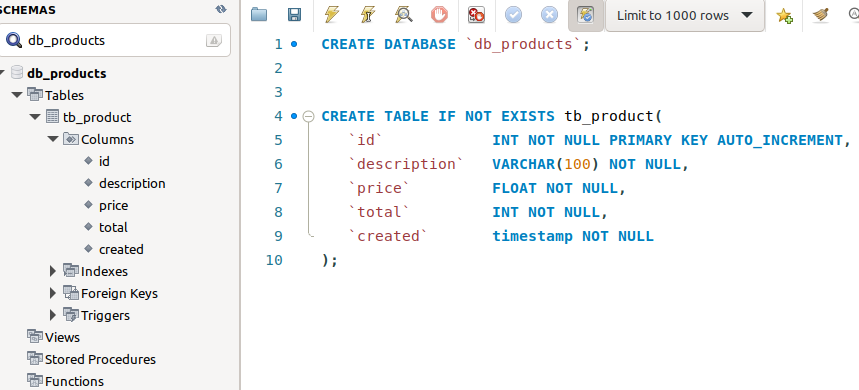 SCHEMAS
db_products
db_products
Tables
tb_product
Columns
id
description
price
total
created
Indexes
Foreign Keys
Triggers
Views
Stored Procedures
Functions
Limit to 1000 rows
1 CREATE DATABASE `db_products`;
2
3
4 CREATE TABLE IF NOT EXISTS tb_product(
5 `id` INT NOT NULL PRIMARY KEY AUTO_INCREMENT,
6 `description` VARCHAR(100) NOT NULL,
7 `price` FLOAT NOT NULL,
8 `total` INT NOT NULL,
9 `created` timestamp NOT NULL
10 );